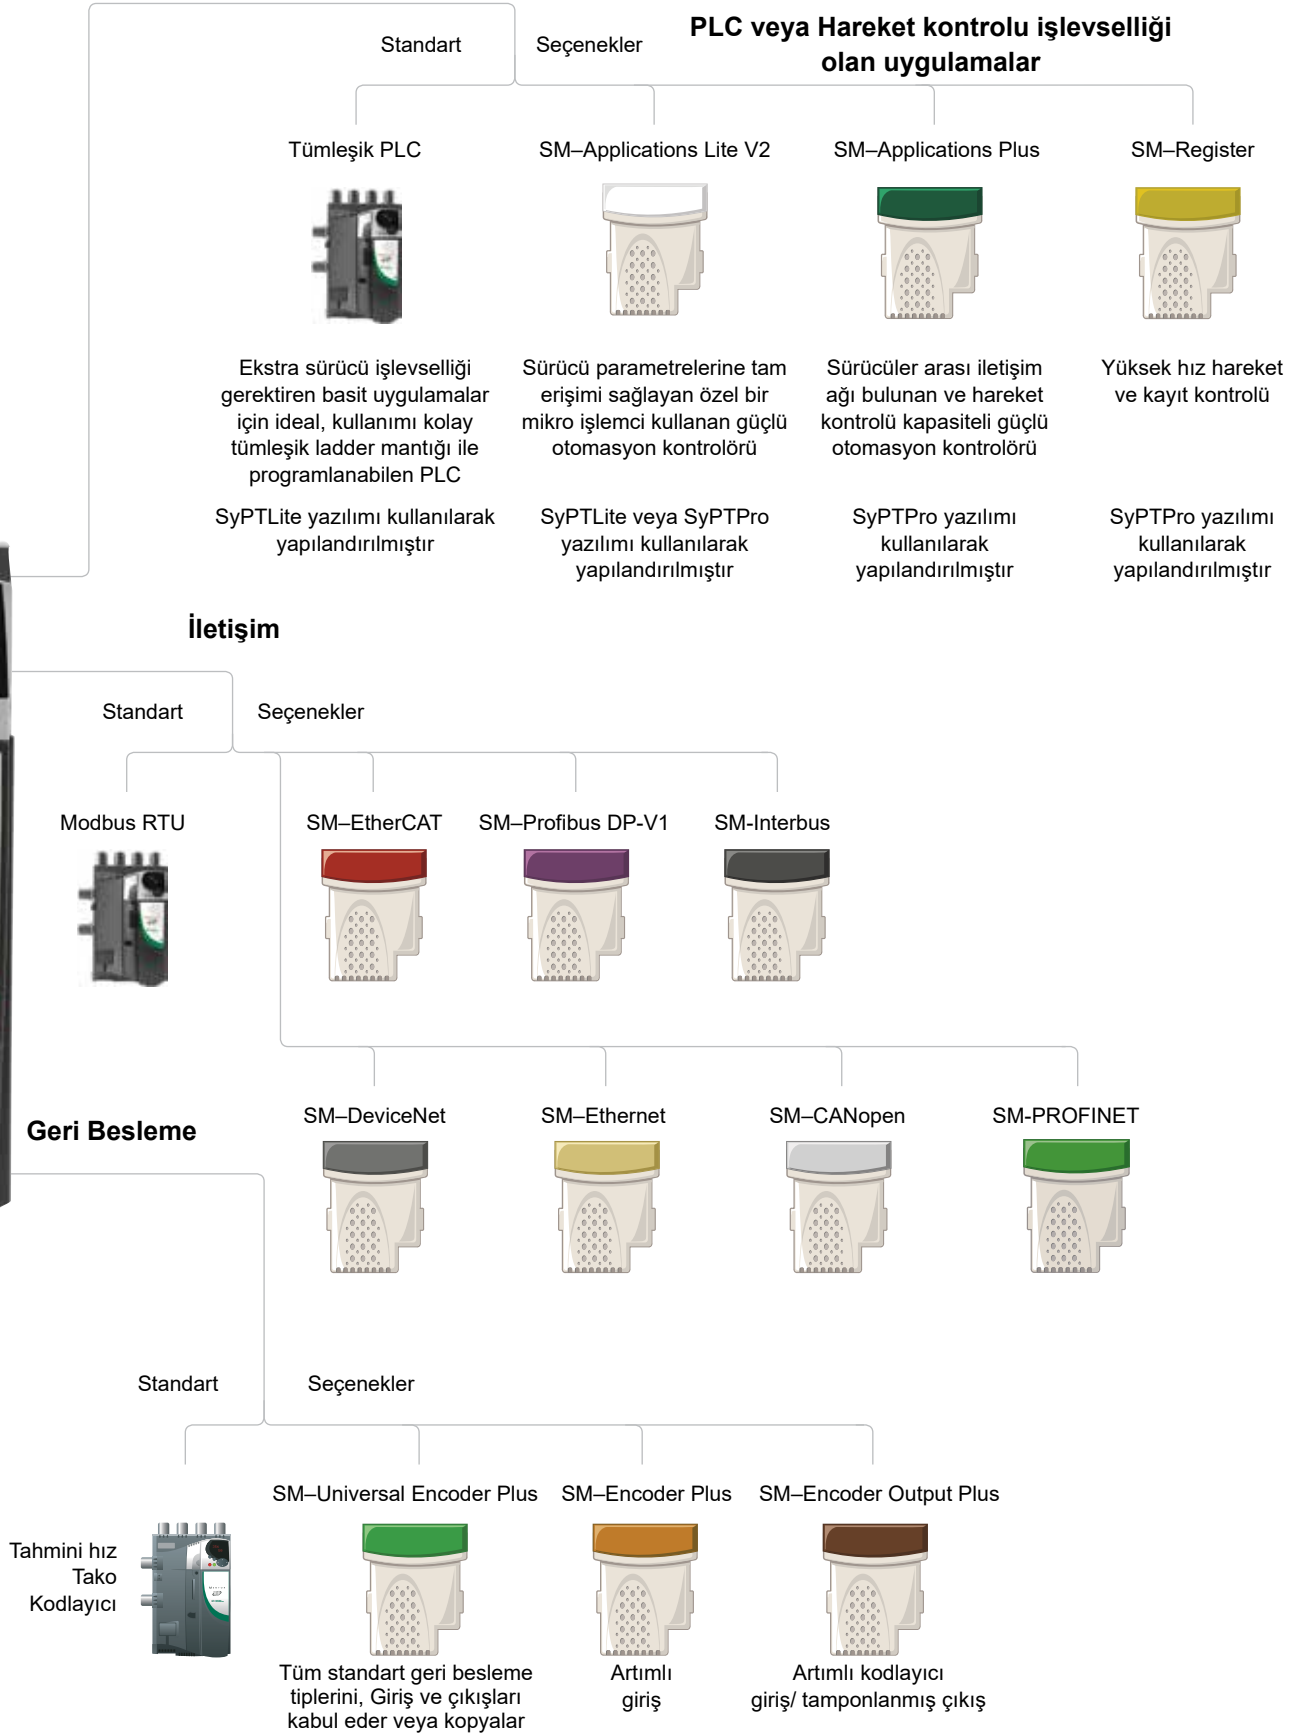 PLC veya Hareket kontrolu işlevselliği
olan uygulamalar
Standart
Seçenekler
Tümleşik PLC
SM–Applications Lite V2
SM–Applications Plus
SM–Register
Ekstra sürücü işlevselliği
gerektiren basit uygulamalar
için ideal, kullanımı kolay
tümleşik ladder mantığı ile
programlanabilen PLC
Sürücü parametrelerine tam
erişimi sağlayan özel bir
mikro işlemci kullanan güçlü
otomasyon kontrolörü
Sürücüler arası iletişim
ağı bulunan ve hareket
kontrolü kapasiteli güçlü
otomasyon kontrolörü
Yüksek hız hareket
ve kayıt kontrolü
SyPTLite yazılımı kullanılarak
yapılandırılmıştır
SyPTLite veya SyPTPro
yazılımı kullanılarak
yapılandırılmıştır
SyPTPro yazılımı
kullanılarak
yapılandırılmıştır
SyPTPro yazılımı
kullanılarak
yapılandırılmıştır
İletişim
Standart
Seçenekler
Modbus RTU
SM–EtherCAT
SM–Profibus DP-V1
SM-Interbus
SM–DeviceNet
SM–Ethernet
SM–CANopen
SM-PROFINET
Geri Besleme
Standart
Seçenekler
Tahmini hız
Tako
Kodlayıcı
SM–Universal Encoder Plus
SM–Encoder Plus
SM–Encoder Output Plus
Tüm standart geri besleme
tiplerini, Giriş ve çıkışları
kabul eder veya kopyalar
Artımlı
giriş
Artımlı kodlayıcı
giriş/ tamponlanmış çıkış